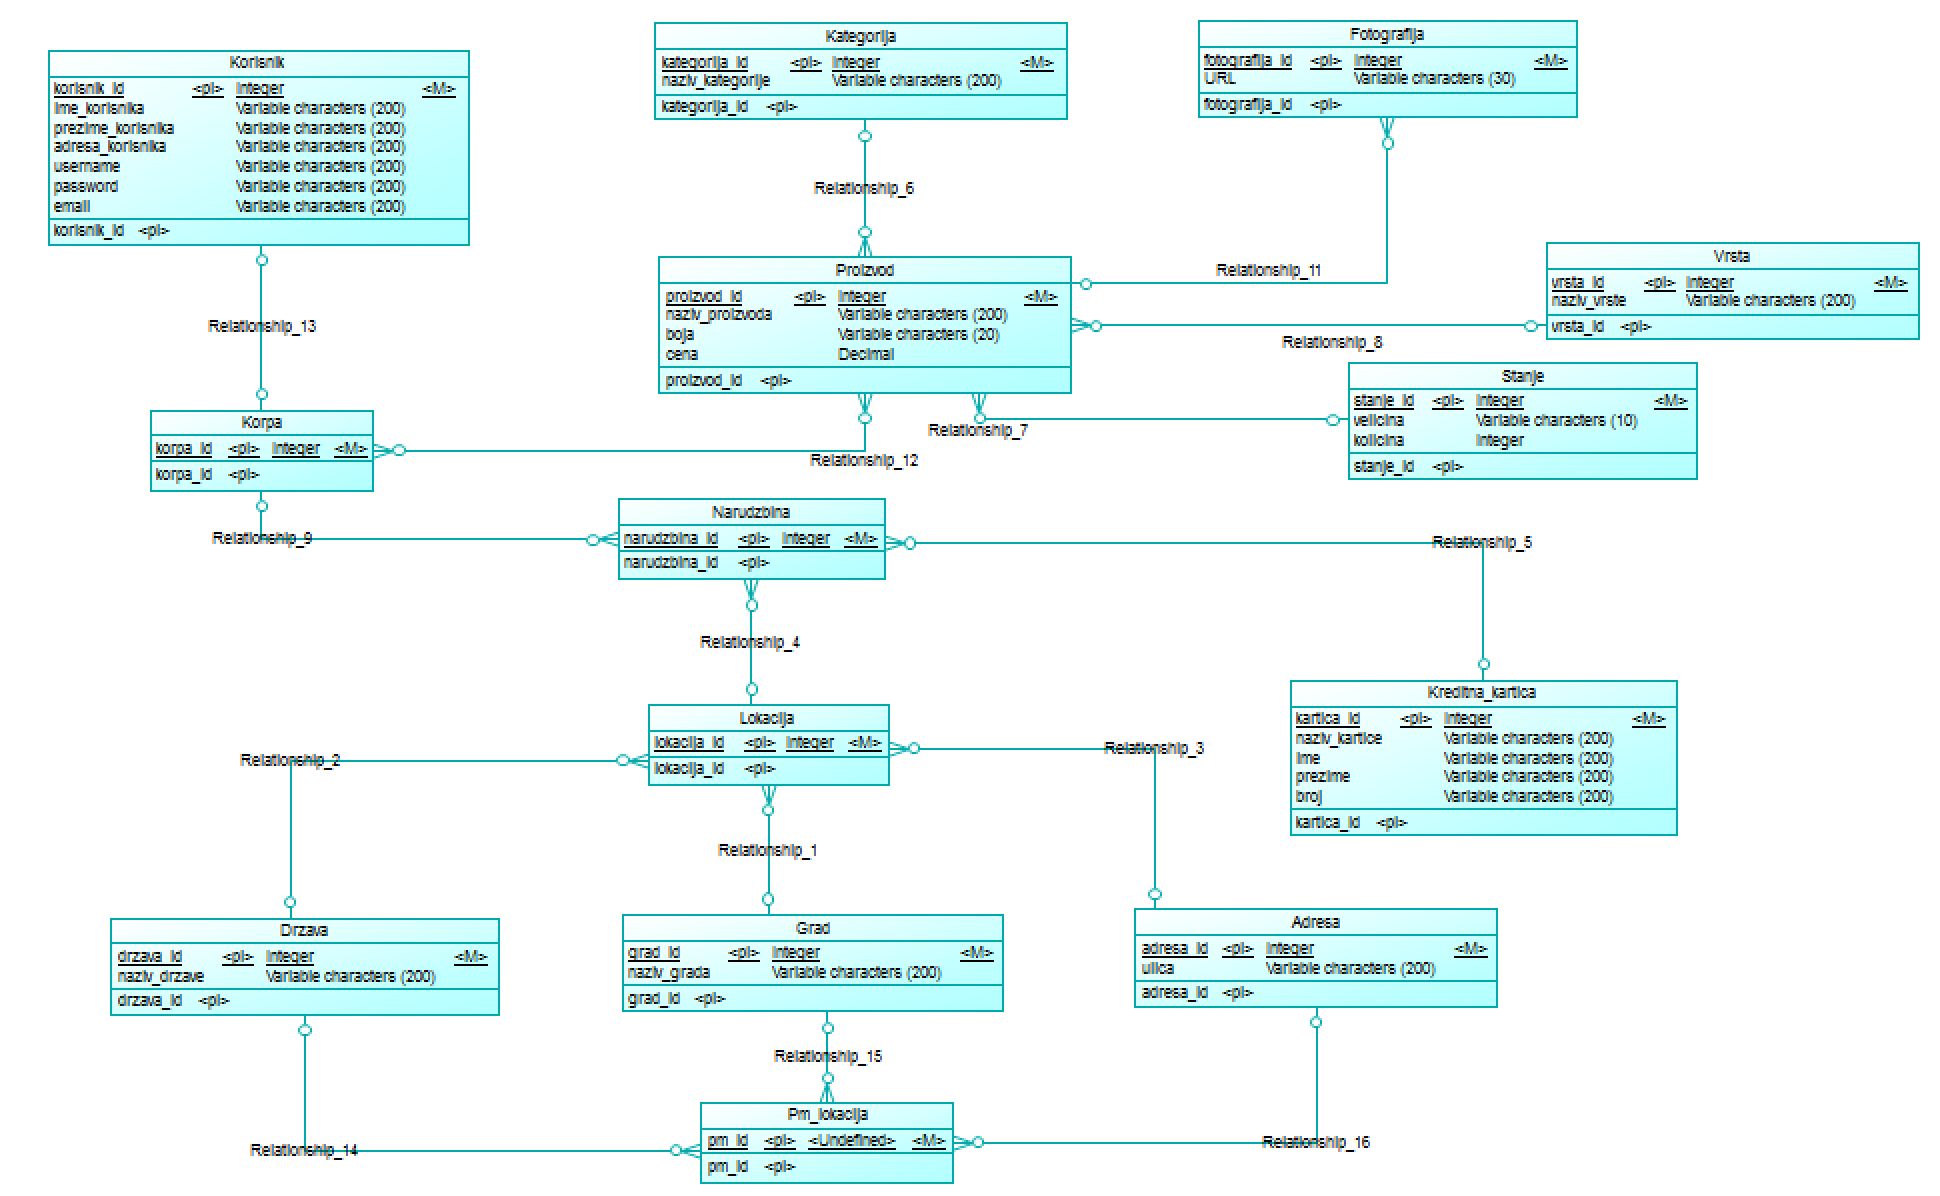 Korisnik
korisnik_id <pi> Integer <M>
ime_korisnika Variable characters (200)
prezime_korisnika Variable characters (200)
adresa_korisnika Variable characters (200)
username Variable characters (200)
password Variable characters (200)
email Variable characters (200)
korisnik_id <pi>
Kategorija
kategorija_id <pi> Integer <M>
naziv_kategorije Variable characters (200)
kategorija_id <pi>
Fotografija
fotografija_id <pi> Integer <M>
URL Variable characters (30)
fotografija_id <pi>
Relationship_6
Relationship_11
Relationship_13
Proizvod
proizvod_id <pi> Integer <M>
naziv_proizvoda Variable characters (200)
boja Variable characters (20)
cena Decimal
proizvod_id <pi>
Vrsta
vrsta_id <pi> Integer <M>
naziv_vrste Variable characters (200)
vrsta_id <pi>
Relationship_8
Stanje
stanje_id <pi> Integer <M>
velicina Variable characters (10)
kolicina Integer
stanje_id <pi>
Relationship_7
Korpa
korpa_id <pi> Integer <M>
korpa_id <pi>
Relationship_12
Relationship_9
Narudzbina
narudzbina_id <pi> Integer <M>
narudzbina_id <pi>
Relationship_5
Relationship_4
Kreditna_kartica
kartica_id <pi> Integer <M>
naziv_kartice Variable characters (200)
ime Variable characters (200)
prezime Variable characters (200)
broj Variable characters (200)
kartica_id <pi>
Lokacija
lokacija_id <pi> Integer <M>
lokacija_id <pi>
Relationship_2
Relationship_3
Relationship_1
Drzava
drzava_id <pi> Integer <M>
naziv_drzave Variable characters (200)
drzava_id <pi>
Grad
grad_id <pi> Integer <M>
naziv_grada Variable characters (200)
grad_id <pi>
Adresa
adresa_id <pi> Integer <M>
ulica Variable characters (200)
adresa_id <pi>
Relationship_15
Relationship_14
Pm_lokacija
pm_id <pi> <Undefined> <M>
pm_id <pi>
Relationship_16